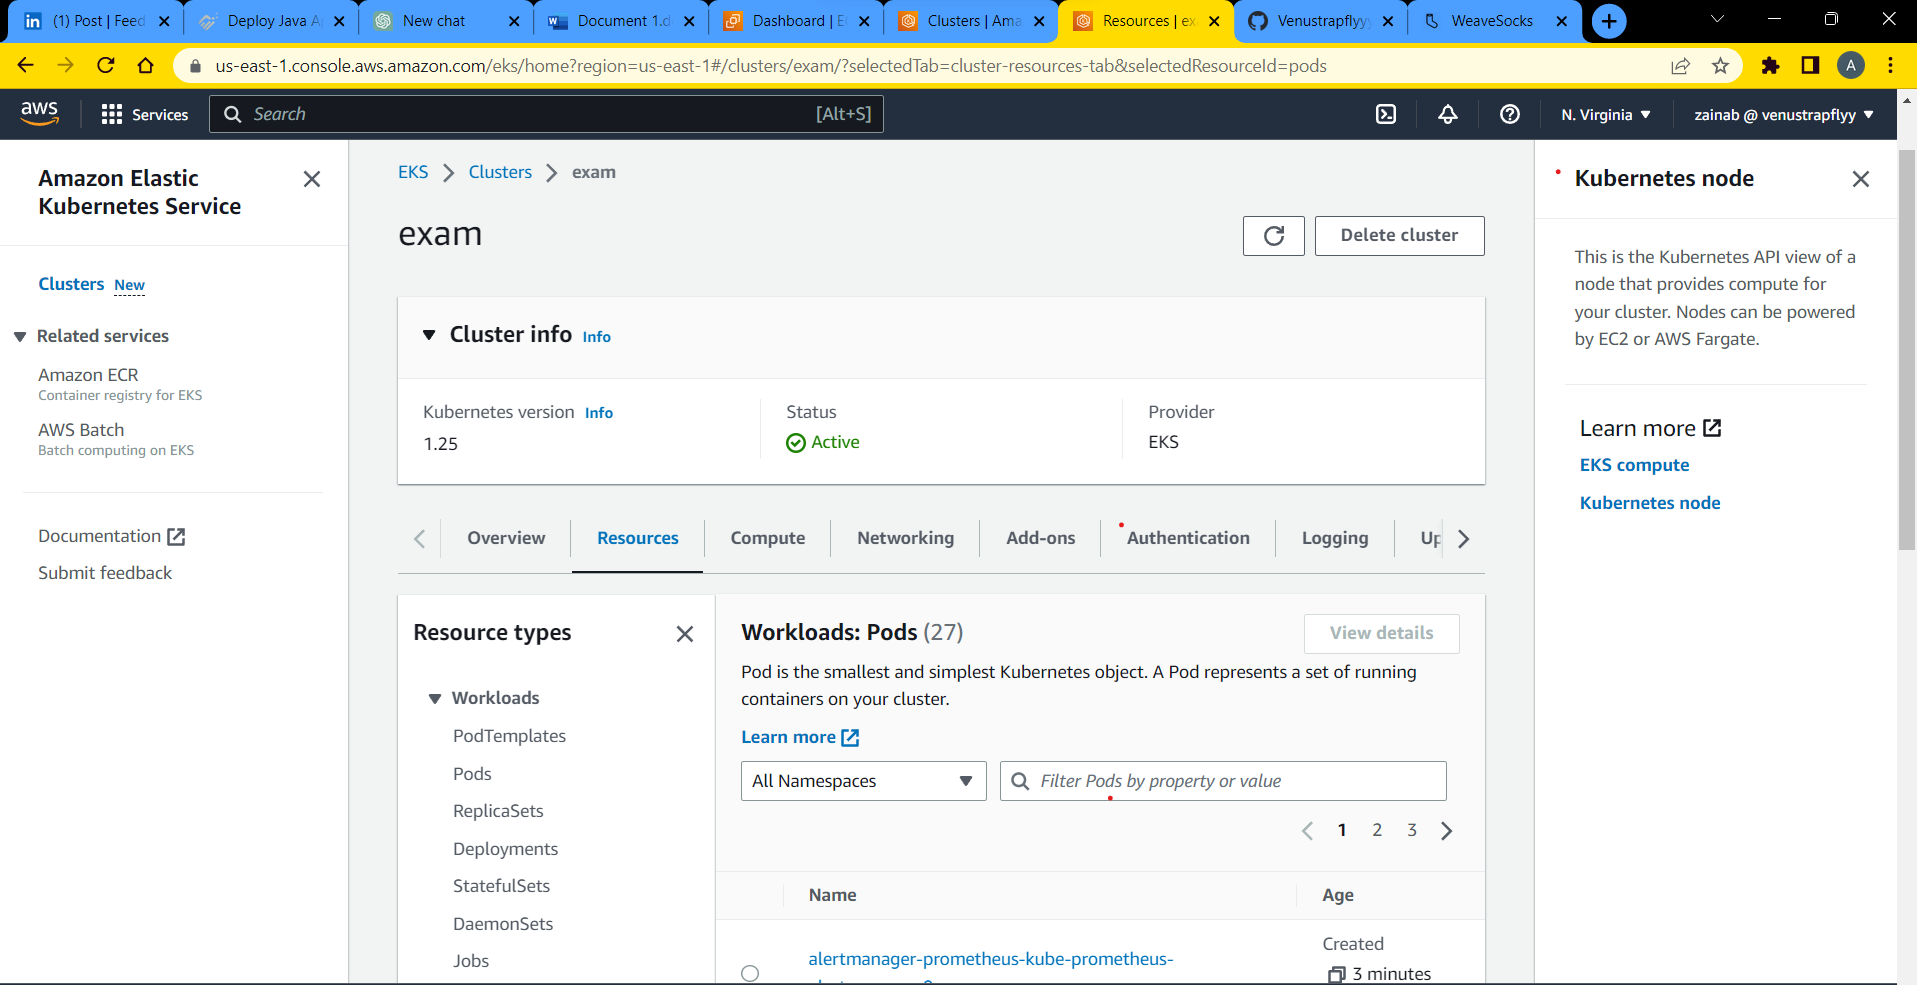 (1) Post | Feed
Deploy Java A
New chat
Document 1.d
Dashboard | E
Clusters | Ama
Resources | ex
Venustrapflyyy
WeaveSocks
us-east-1.console.aws.amazon.com/eks/home?region=us-east-1#/clusters/exam/?selectedTab=cluster-resources-tab&selectedResourceId=pods
A
aws
Services
Search
[Alt+S]
N. Virginia
zainab @ venustrapflyy
Amazon Elastic
Kubernetes Service
Clusters New
Related services
Amazon ECR
Container registry for EKS
AWS Batch
Batch computing on EKS
Documentation
Submit feedback
EKS
Clusters
exam
exam
Delete cluster
Cluster info Info
Kubernetes version Info
1.25
Status
Active
Provider
EKS
Overview
Resources
Compute
Networking
Add-ons
Authentication
Logging
Up
Resource types
Workloads
PodTemplates
Pods
ReplicaSets
Deployments
StatefulSets
DaemonSets
Jobs
Workloads: Pods (27)
View details
Pod is the smallest and simplest Kubernetes object. A Pod represents a set of running
containers on your cluster.
Learn more
All Namespaces
Filter Pods by property or value
1 2 3
Name
Age
alertmanager-prometheus-kube-prometheus-
Created
3 minutes
Kubernetes node
This is the Kubernetes API view of a
node that provides compute for
your cluster. Nodes can be powered
by EC2 or AWS Fargate.
Learn more
EKS compute
Kubernetes node